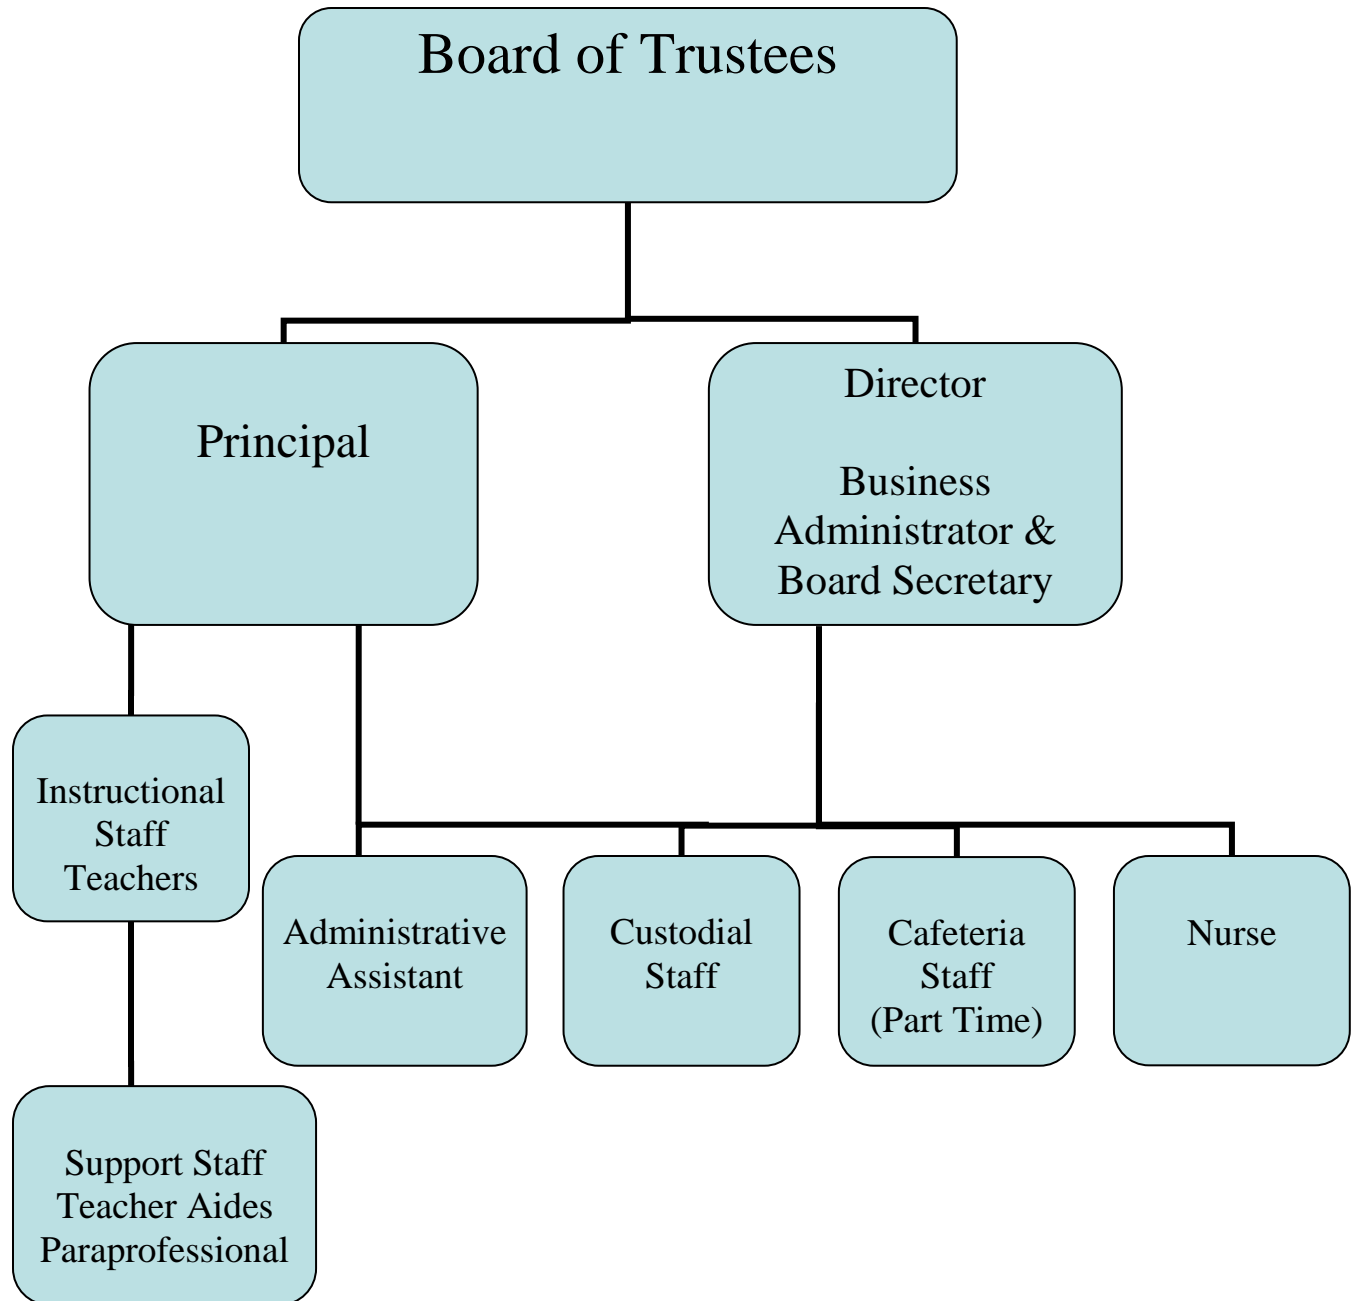 Board of Trustees
Principal
Director
Business
Administrator &
Board Secretary
Instructional
Staff
Teachers
Administrative
Assistant
Custodial
Staff
Cafeteria
Staff
(Part Time)
Nurse
Support Staff
Teacher Aides
Paraprofessional